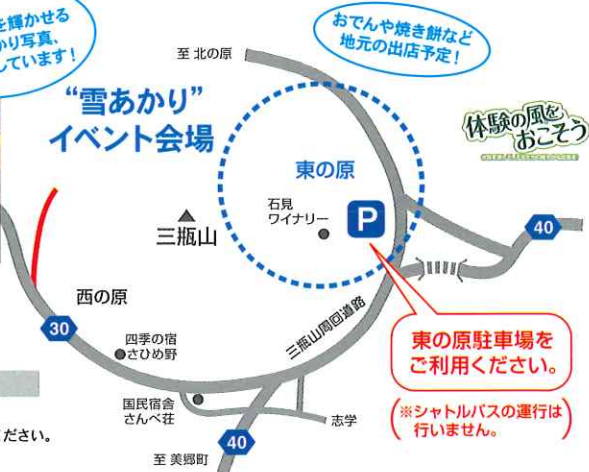 を輝かせる
かり写真、
しています！
おでんや焼き餅など
地元の出店予定！
至 北の原
“雪あかり”
イベント会場
体験の風を
おこそう
東の原
石見
ワイナリー
P
三瓶山
40
西の原
30
三瓶山周回道路
四季の宿
さひめ野
東の原駐車場を
ご利用ください。
国民宿舎
さんべ荘
志学
※シャトルバスの運行は
行いません。
ださい。
40
至 美郷町